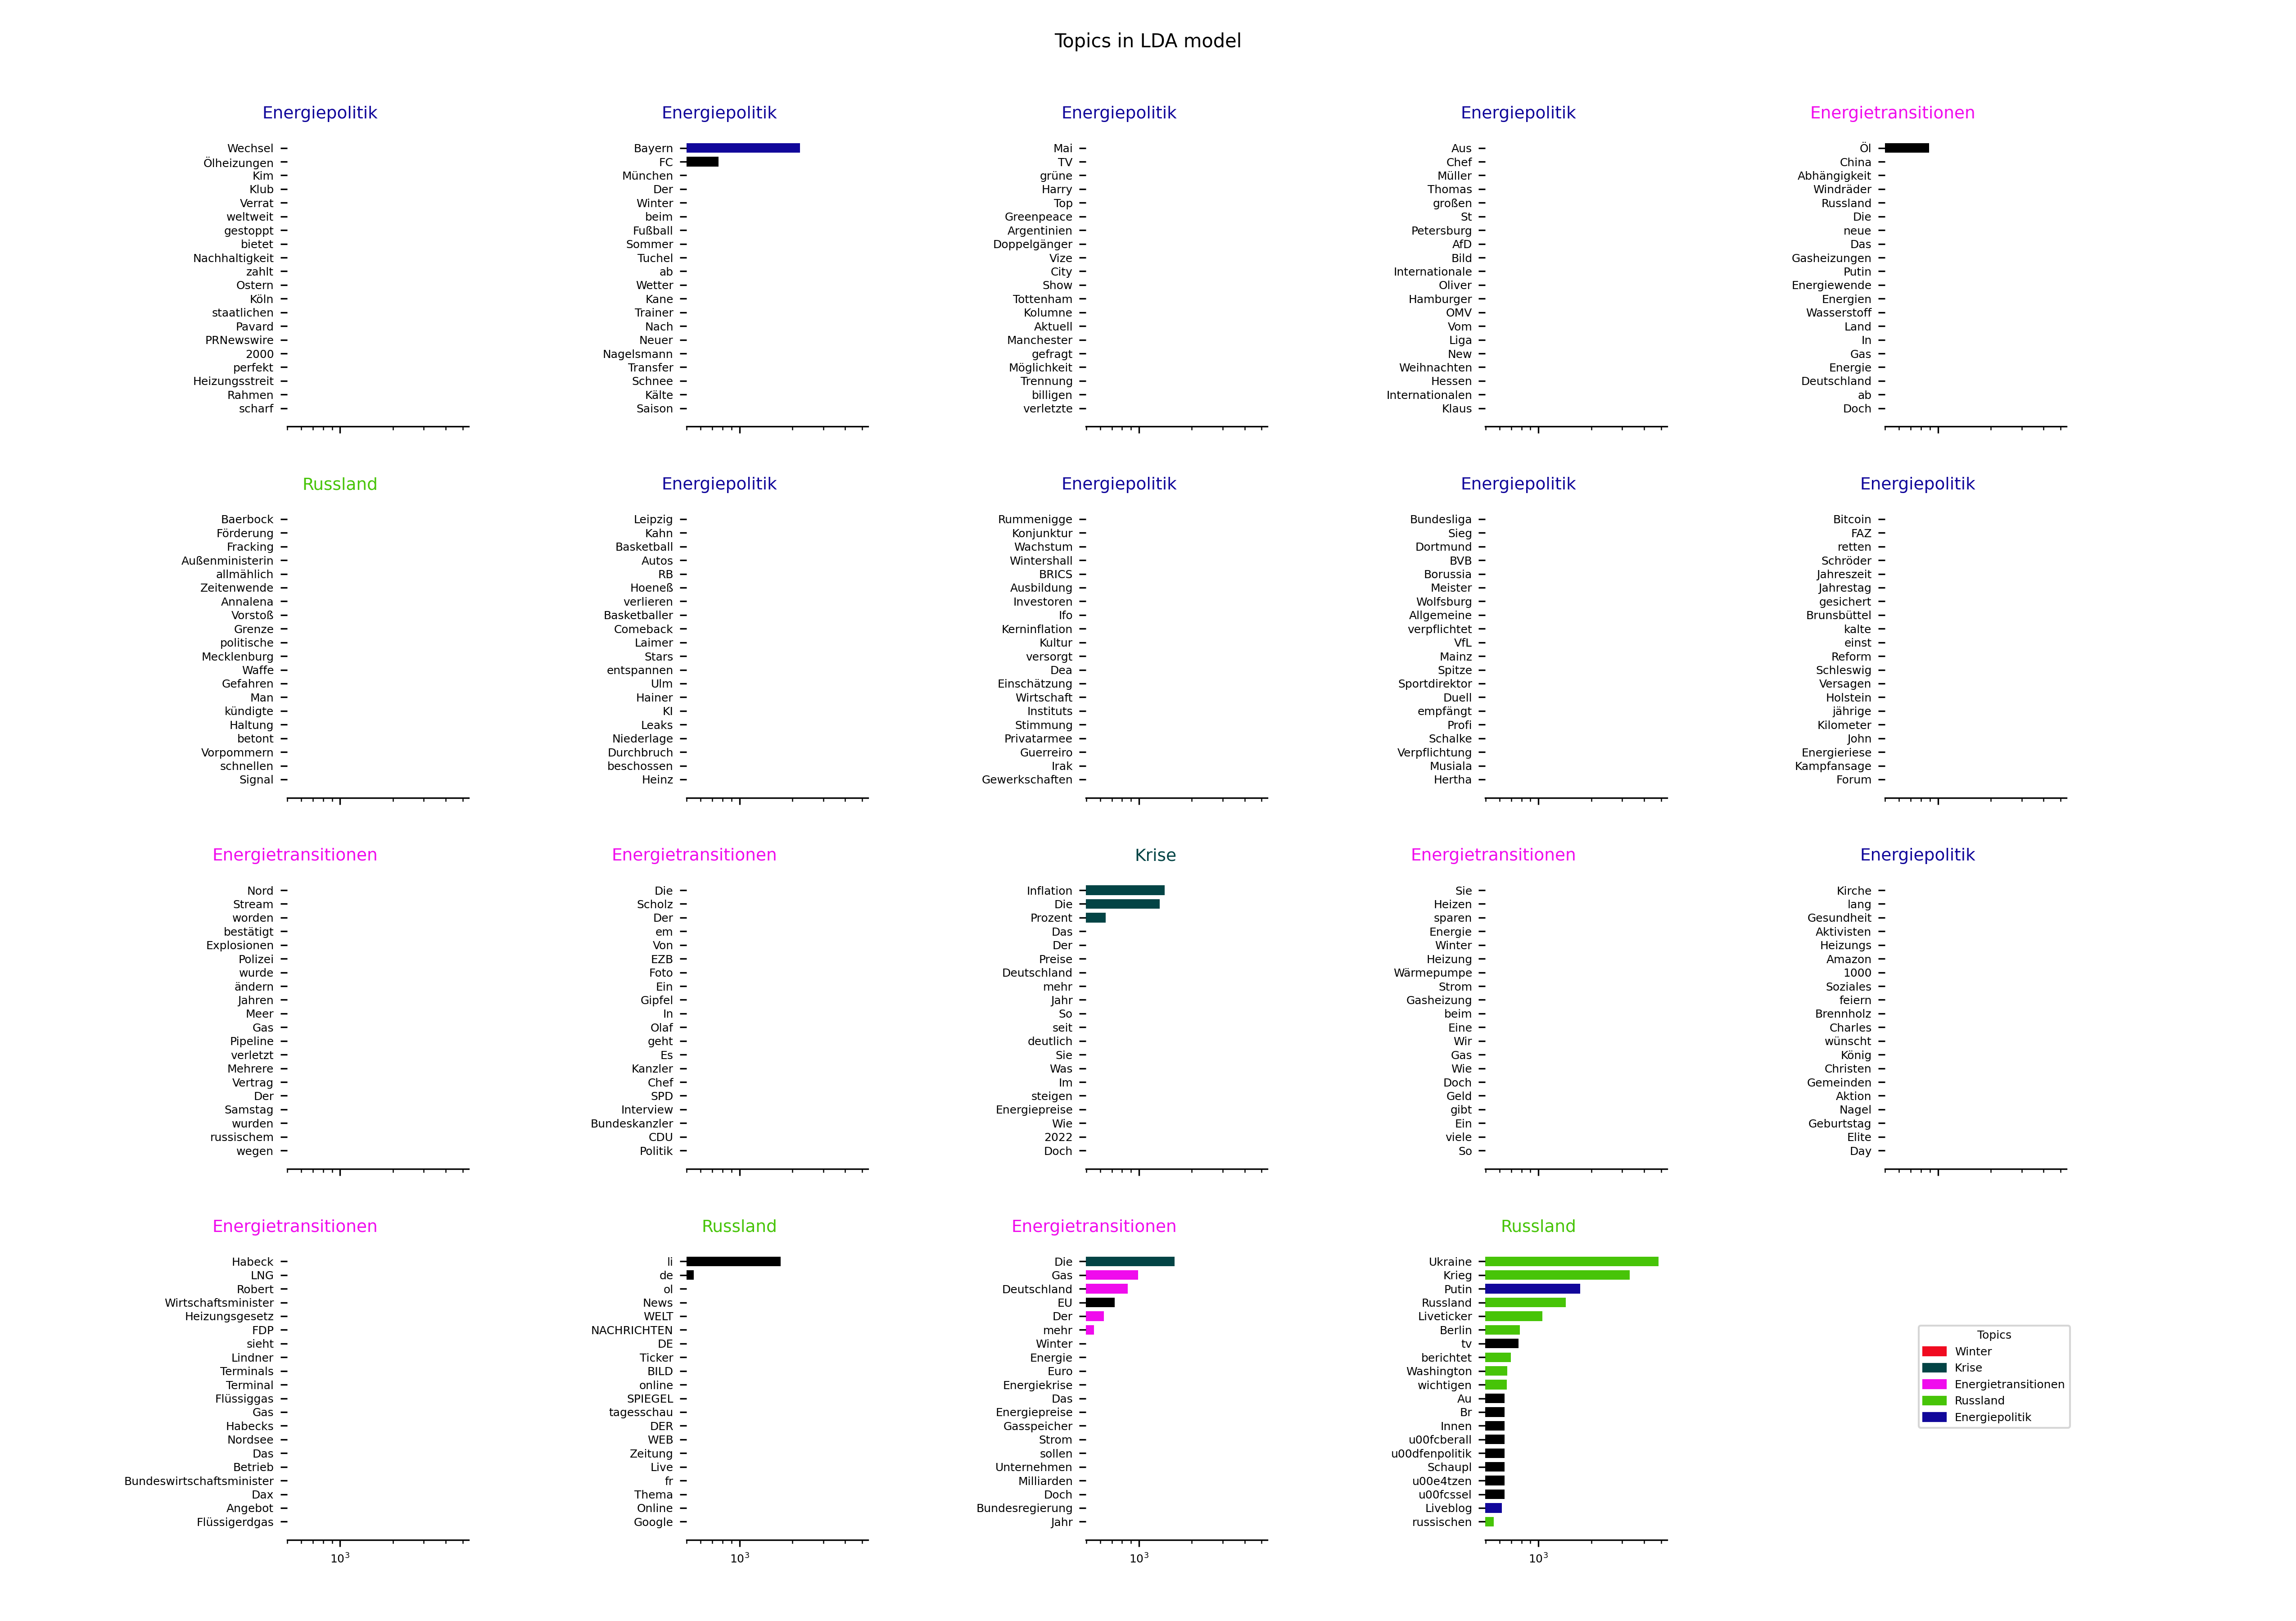 Topics in LDA model
Energiepolitik
Wechsel
Ölheizungen
Kim
Klub
Verrat
weltweit
gestoppt
bietet
Nachhaltigkeit
zahlt
Ostern
Köln
staatlichen
Pavard
PRNewswire
2000
perfekt
Heizungsstreit
Rahmen
scharf
Energiepolitik
Bayern
FC
München
Der
Winter
beim
Fußball
Sommer
Tuchel
ab
Wetter
Kane
Trainer
Nach
Neuer
Nagelsmann
Transfer
Schnee
Kälte
Saison
Energiepolitik
Mai
TV
grüne
Harry
Top
Greenpeace
Argentinien
Doppelgänger
Vize
City
Show
Tottenham
Kolumne
Aktuell
Manchester
gefragt
Möglichkeit
Trennung
billigen
verletzte
Energiepolitik
Aus
Chef
Müller
Thomas
großen
St
Petersburg
AfD
Bild
Internationale
Oliver
Hamburger
OMV
Vom
Liga
New
Weihnachten
Hessen
Internationalen
Klaus
Energietransitionen
Öl
China
Abhängigkeit
Windräder
Russland
Die
neue
Das
Gasheizungen
Putin
Energiewende
Energien
Wasserstoff
Land
In
Gas
Energie
Deutschland
ab
Doch
Russland
Baerbock
Förderung
Fracking
Außenministerin
allmählich
Zeitenwende
Annalena
Vorstoß
Grenze
politische
Mecklenburg
Waffe
Gefahren
Man
kündigte
Haltung
betont
Vorpommern
schnellen
Signal
Energiepolitik
Leipzig
Kahn
Basketball
Autos
RB
Hoeneß
verlieren
Basketballer
Comeback
Laimer
Stars
entspannen
Ulm
Hainer
KI
Leaks
Niederlage
Durchbruch
beschossen
Heinz
Energiepolitik
Rummenigge
Konjunktur
Wachstum
Wintershall
BRICS
Ausbildung
Investoren
Ifo
Kerninflation
Kultur
versorgt
Dea
Einschätzung
Wirtschaft
Instituts
Stimmung
Privatarmee
Guerreiro
Irak
Gewerkschaften
Energiepolitik
Bundesliga
Sieg
Dortmund
BVB
Borussia
Meister
Wolfsburg
Allgemeine
verpflichtet
VfL
Mainz
Spitze
Sportdirektor
Duell
empfängt
Profi
Schalke
Verpflichtung
Musiala
Hertha
Energiepolitik
Bitcoin
FAZ
retten
Schröder
Jahreszeit
Jahrestag
gesichert
Brunsbüttel
kalte
einst
Reform
Schleswig
Versagen
Holstein
jährige
Kilometer
John
Energieriese
Kampfansage
Forum
Energietransitionen
Nord
Stream
worden
bestätigt
Explosionen
Polizei
wurde
ändern
Jahren
Meer
Gas
Pipeline
verletzt
Mehrere
Vertrag
Der
Samstag
wurden
russischem
wegen
Energietransitionen
Die
Scholz
Der
em
Von
EZB
Foto
Ein
Gipfel
In
Olaf
geht
Es
Kanzler
Chef
SPD
Interview
Bundeskanzler
CDU
Politik
Krise
Inflation
Die
Prozent
Das
Der
Preise
Deutschland
mehr
Jahr
So
seit
deutlich
Sie
Was
Im
steigen
Energiepreise
Wie
2022
Doch
Energietransitionen
Sie
Heizen
sparen
Energie
Winter
Heizung
Wärmepumpe
Strom
Gasheizung
beim
Eine
Wir
Gas
Wie
Doch
Geld
gibt
Ein
viele
So
Energiepolitik
Kirche
lang
Gesundheit
Aktivisten
Heizungs
Amazon
1000
Soziales
feiern
Brennholz
Charles
wünscht
König
Christen
Gemeinden
Aktion
Nagel
Geburtstag
Elite
Day
Energietransitionen
Habeck
LNG
Robert
Wirtschaftsminister
Heizungsgesetz
FDP
sieht
Lindner
Terminals
Terminal
Flüssiggas
Gas
Habecks
Nordsee
Das
Betrieb
Bundeswirtschaftsminister
Dax
Angebot
Flüssigerdgas
10³
Russland
li
de
ol
News
WELT
NACHRICHTEN
DE
Ticker
BILD
online
SPIEGEL
tagesschau
DER
WEB
Zeitung
Live
fr
Thema
Online
Google
10³
Energietransitionen
Die
Gas
Deutschland
EU
Der
mehr
Winter
Energie
Euro
Energiekrise
Das
Energiepreise
Gasspeicher
Strom
sollen
Unternehmen
Milliarden
Doch
Bundesregierung
Jahr
10³
Russland
Ukraine
Krieg
Putin
Russland
Liveticker
Berlin
tv
berichtet
Washington
wichtigen
Au
Br
Innen
u00fcberall
u00dfenpolitik
Schaupl
u00e4tzen
u00fcssel
Liveblog
russischen
10³
Topics
Winter
Krise
Energietransitionen
Russland
Energiepolitik